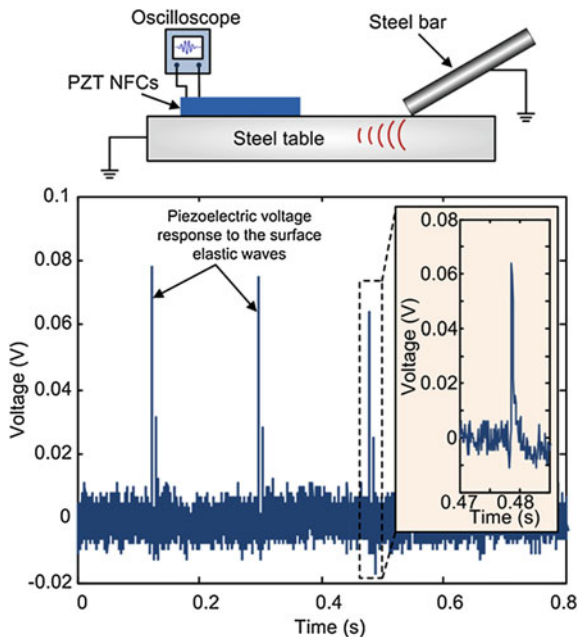 Oscilloscope
Steel bar
PZT NFCs
Steel table
0.1
Piezoelectric voltage
response to the surface
elastic waves
0.08
0.06
0.04
0.02
0
-0.02
Voltage (V)
0
0.2
0.4
0.6
0.8
Time (s)
0.08
0.06
0.04
0.02
0
Voltage (V)
0.47
0.48
Time (s)